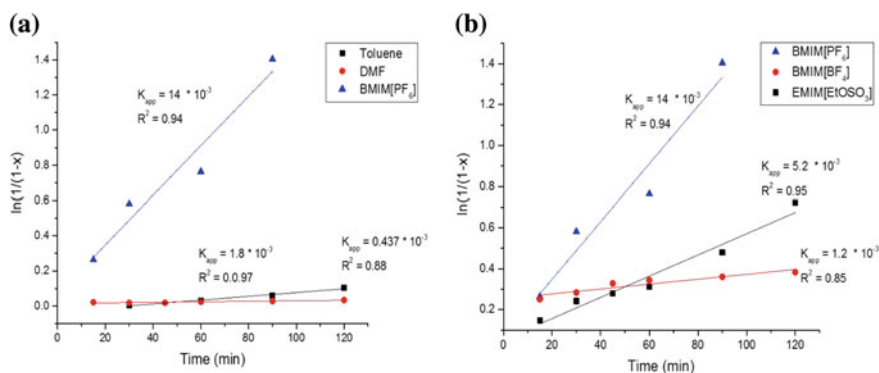 (a)
Toluene
DMF
BMIM[PF6]
Kapp = 14 * 10-3
R2 = 0.94
Kapp = 1.8 * 10-3
R2 = 0.0.97
Kapp = 0.437 * 10-3
R2 = 0.88
ln(1/(1-x)
1.4
1.2
1.0
0.8
0.6
0.4
0.2
0.0
0 20 40 60 80 100 120
Time (min)
(b)
BMIM[PF6]
BMIM[BF4]
EMIM[EtOSO3]
Kapp = 14 * 10-3
R2 = 0.94
Kapp = 5.2 * 10-3
R2 = 0.95
Kapp = 1.2 * 10-3
R2 = 0.85
ln(1/(1-x)
1.4
1.2
1.0
0.8
0.6
0.4
0.2
0 20 40 60 80 100 120
Time (min)